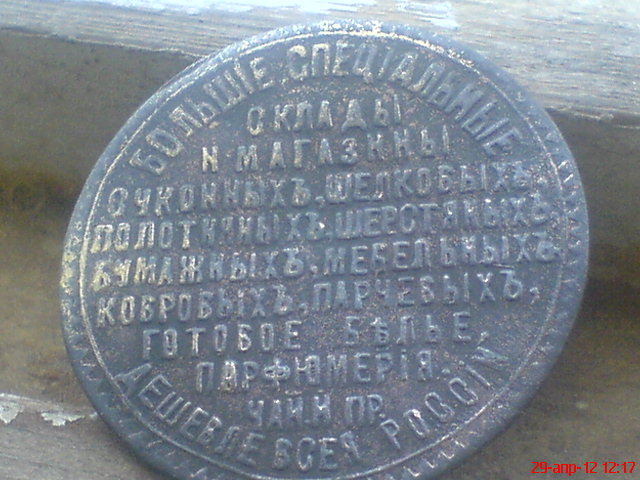 БОЛЬШІЕ СПЕЦІАЛЬНЫЕ
СКЛАДЫ
И МАГАЗИНЫ
СУКОННЫХЪ, ШЕЛКОВЫХЪ,
ПОЛОТНЯНЫХЪ, ШЕРСТЯНЫХЪ,
БУМАЖНЫХЪ, МЕБЕЛЬНЫХЪ
КОВРОВЫХЪ, ПАРЧЕВЫХЪ,
ГОТОВОЕ БѢЛЬЕ,
ПАРФЮМЕРІЯ.
ЧАЙ И ПР.
ДЕШЕВЛЕ ВСЕЯ РОССІИ
29-апр-12 12:17